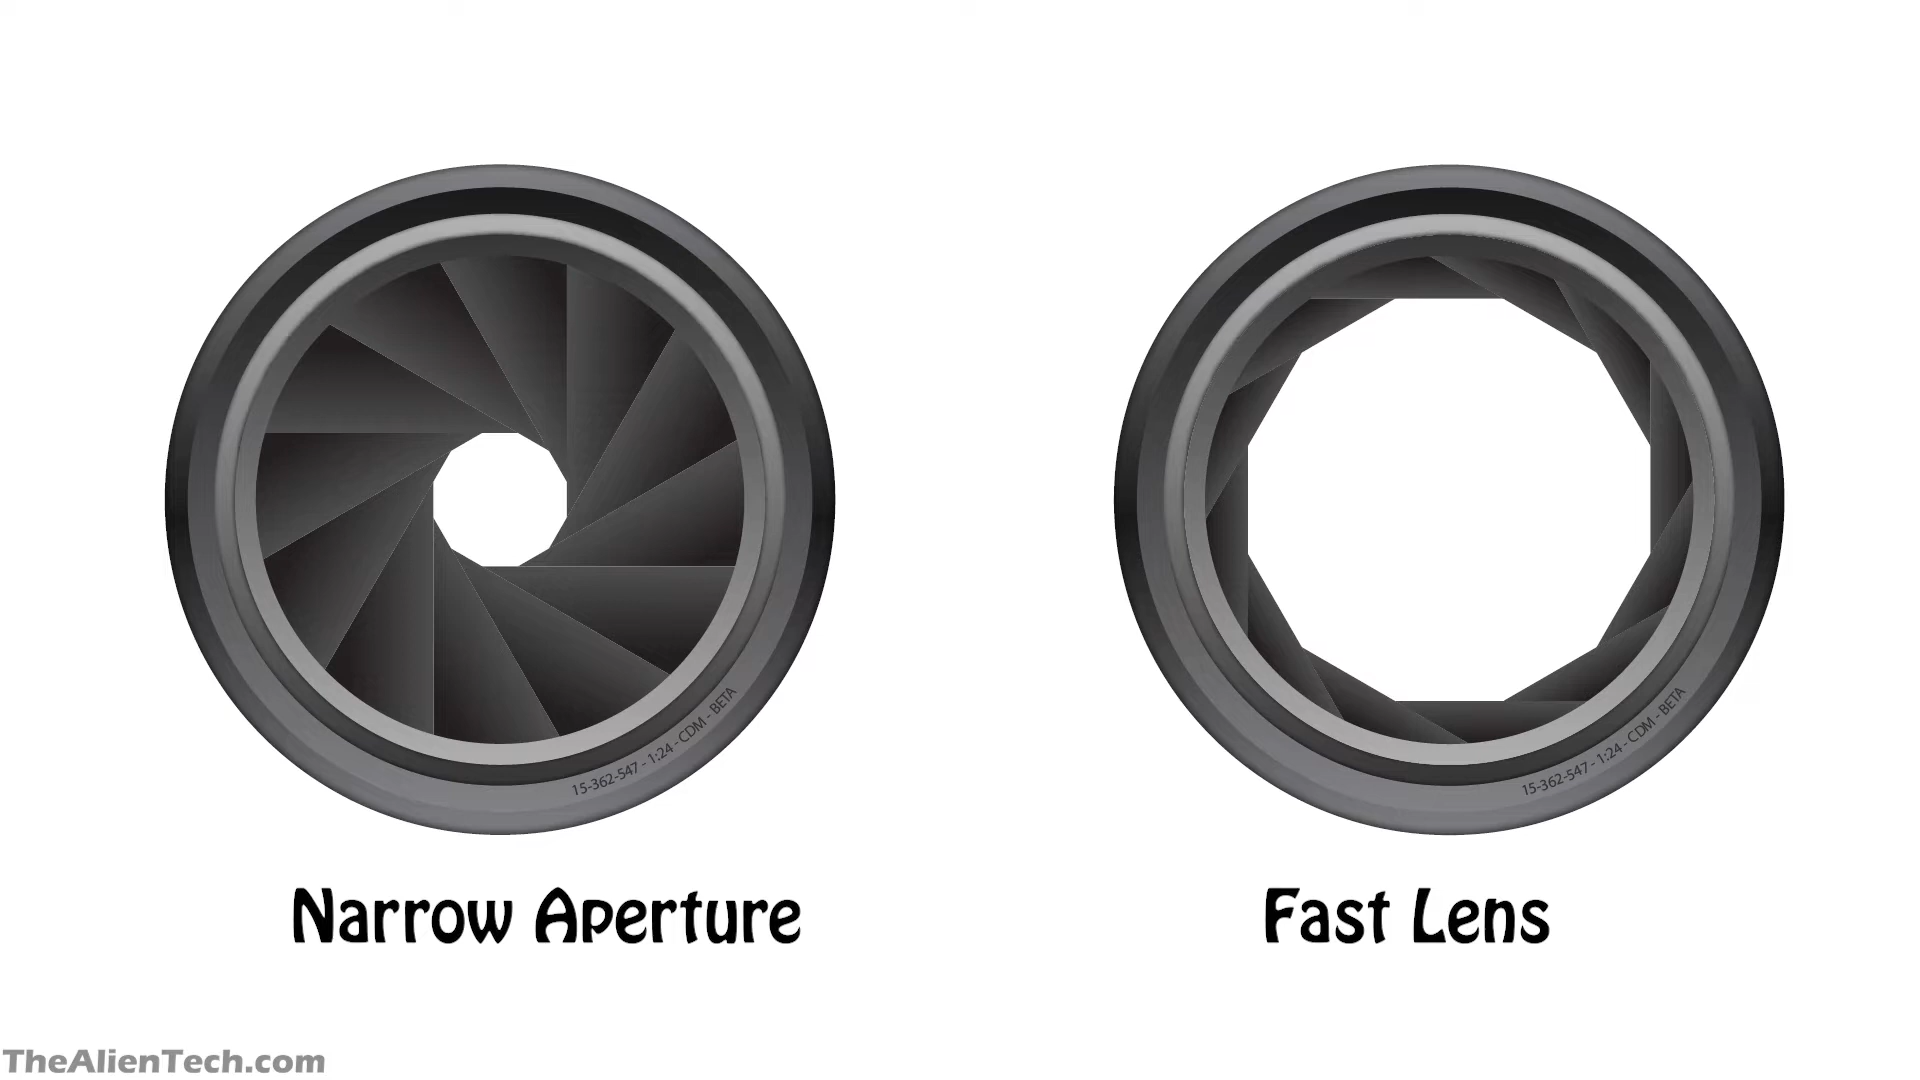 15-362-547 - 1:24 - CDM - BETA
15-362-547 - 1:24 - CDM - BETA
Narrow Aperture
Fast Lens
TheAlienTech.com